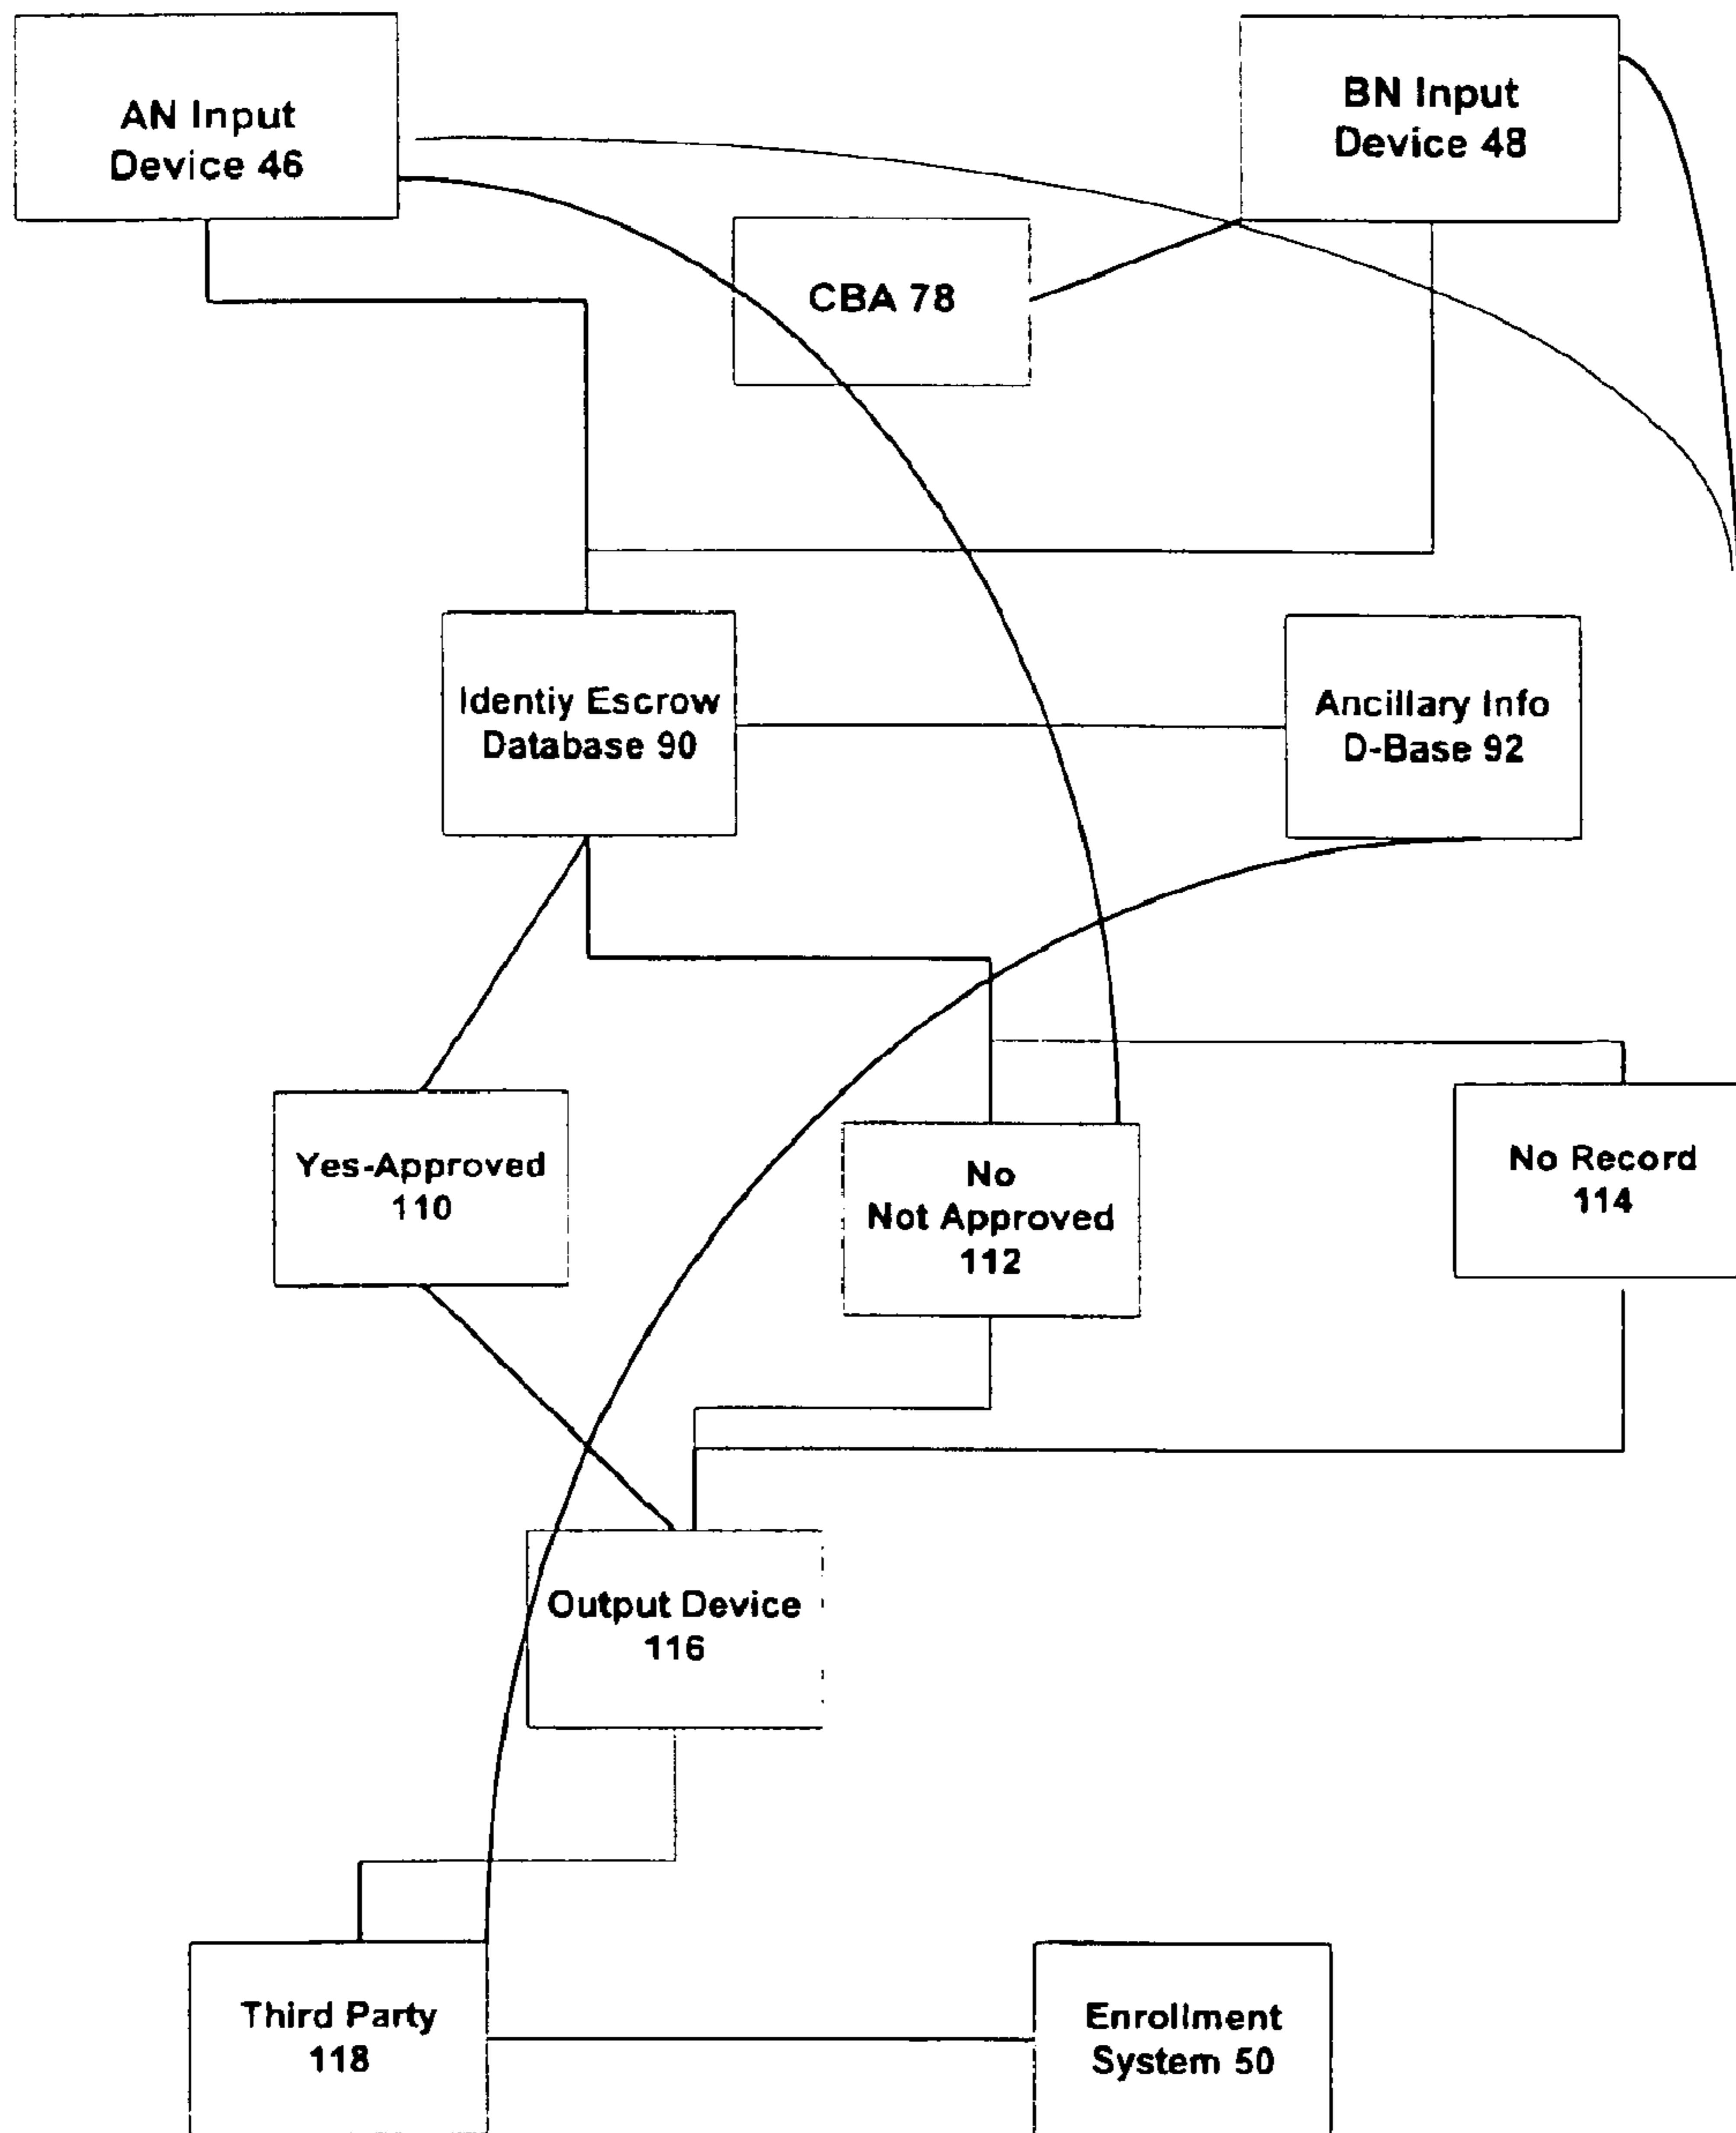 AN Input
Device 46
BN Input
Device 48
CBA 78
Identiy Escrow
Database 90
Ancillary Info
D-Base 92
Yes-Approved
110
No
Not Approved
112
No Record
114
Output Device
116
Third Party
118
Enrollment
System 50